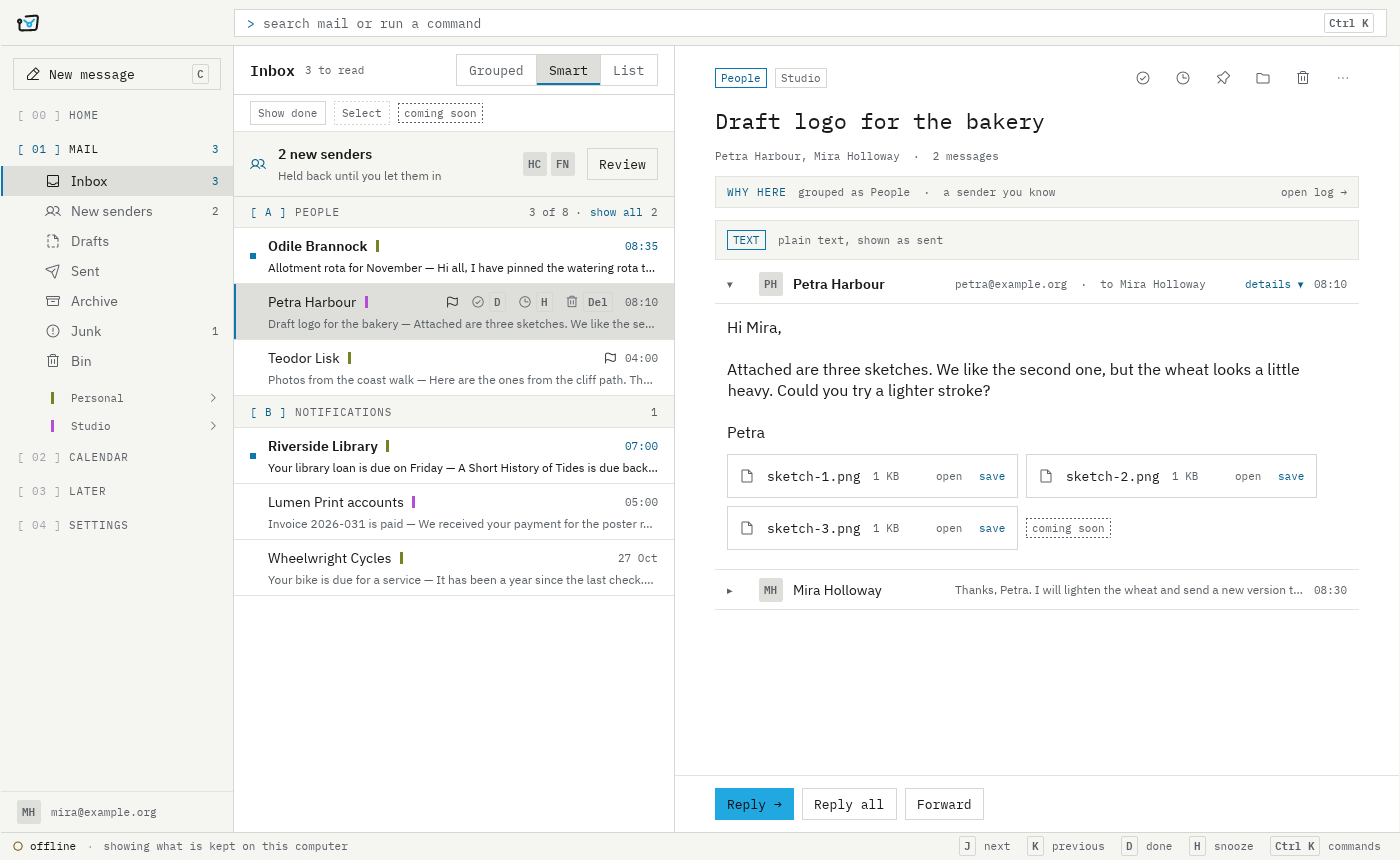 > search mail or run a command Ctrl K
New message C
[ 00 ] HOME
[ 01 ] MAIL 3
Inbox 3
New senders 2
Drafts
Sent
Archive
Junk 1
Bin
Personal
Studio
[ 02 ] CALENDAR
[ 03 ] LATER
[ 04 ] SETTINGS
MH mira@example.org
Inbox 3 to read Grouped Smart List
Show done Select coming soon
2 new senders
Held back until you let them in
HC FN Review
[ A ] PEOPLE 3 of 8 · show all 2
Odile Brannock 08:35
Allotment rota for November — Hi all, I have pinned the watering rota t…
Petra Harbour D H Del 08:10
Draft logo for the bakery — Attached are three sketches. We like the se…
Teodor Lisk 04:00
Photos from the coast walk — Here are the ones from the cliff path. Th…
[ B ] NOTIFICATIONS 1
Riverside Library 07:00
Your library loan is due on Friday — A Short History of Tides is due back…
Lumen Print accounts 05:00
Invoice 2026-031 is paid — We received your payment for the poster r…
Wheelwright Cycles 27 Oct
Your bike is due for a service — It has been a year since the last check.…
People Studio
Draft logo for the bakery
Petra Harbour, Mira Holloway · 2 messages
WHY HERE grouped as People · a sender you know open log →
TEXT plain text, shown as sent
▾ PH Petra Harbour petra@example.org · to Mira Holloway details ▾ 08:10
Hi Mira,
Attached are three sketches. We like the second one, but the wheat looks a little
heavy. Could you try a lighter stroke?
Petra
sketch-1.png 1 KB open save
sketch-2.png 1 KB open save
sketch-3.png 1 KB open save
coming soon
▸ MH Mira Holloway Thanks, Petra. I will lighten the wheat and send a new version t… 08:30
Reply → Reply all Forward
offline · showing what is kept on this computer
J next K previous D done H snooze Ctrl K commands